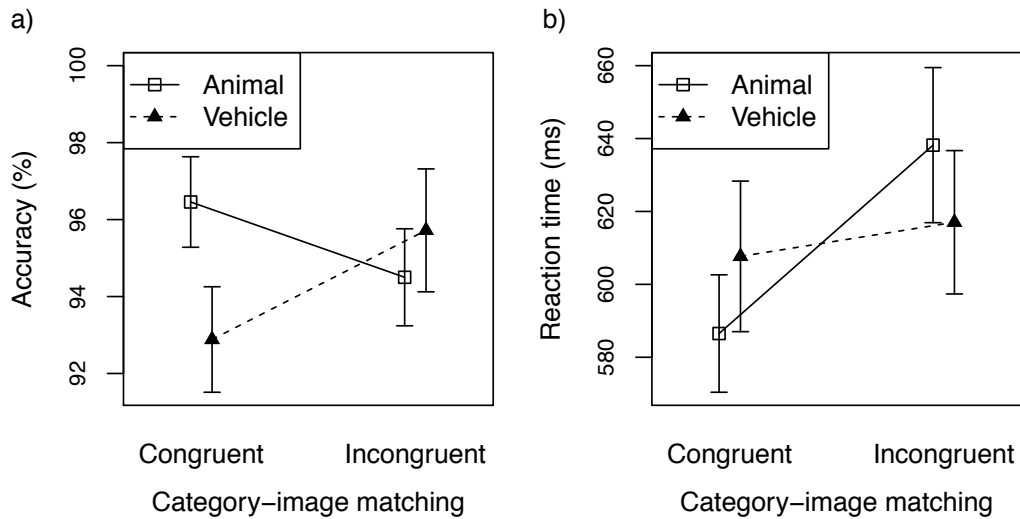 a)
Accuracy (%)
100
98
96
94
92
Animal
Vehicle
Congruent
Incongruent
Category−image matching
b)
Reaction time (ms)
660
640
620
600
580
Animal
Vehicle
Congruent
Incongruent
Category−image matching